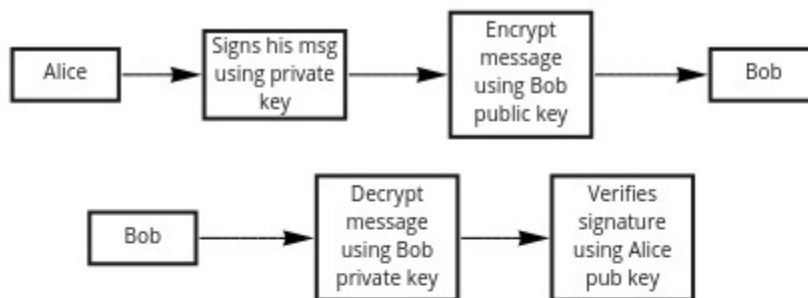 Alice
Signs his msg
using private
key
Encrypt
message
using Bob
public key
Bob
Bob
Decrypt
message
using Bob
private key
Verifies
signature
using Alice
pub key